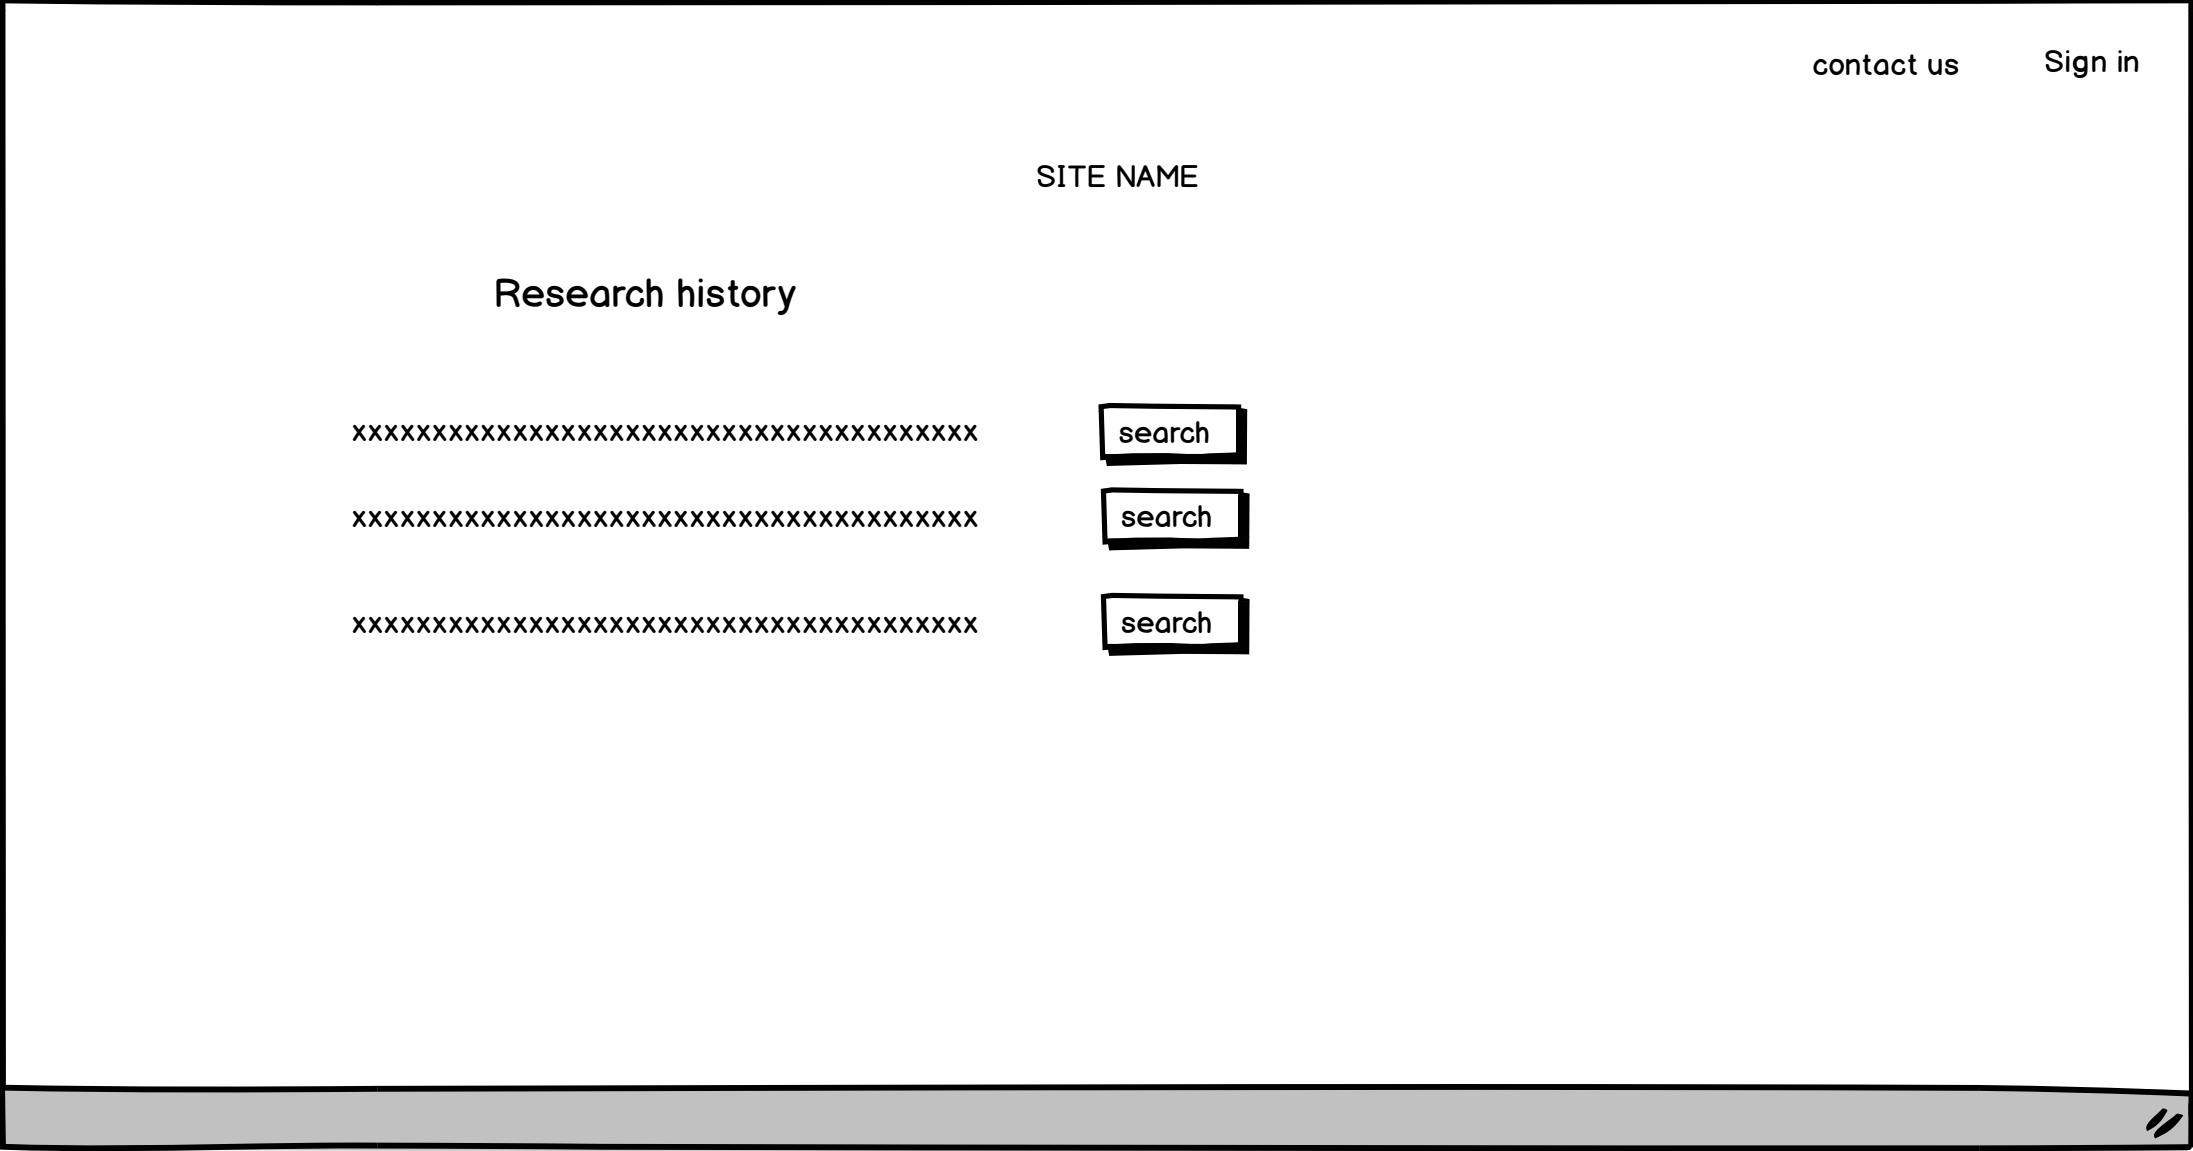 contact us Sign in
SITE NAME
Research history
xxxxxxxxxxxxxxxxxxxxxxxxxxxxxxxxxxxxxxx search
xxxxxxxxxxxxxxxxxxxxxxxxxxxxxxxxxxxxxxx search
xxxxxxxxxxxxxxxxxxxxxxxxxxxxxxxxxxxxxxx search